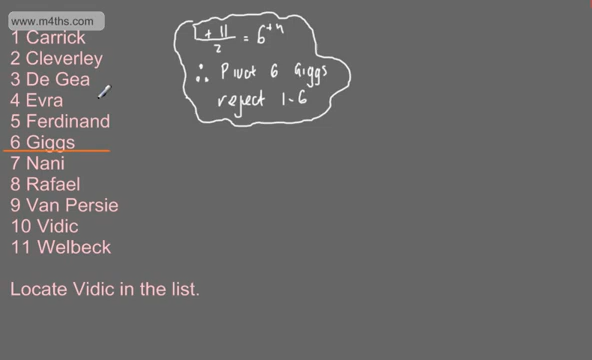 www.m4ths.com
1 Carrick
2 Cleverley
3 De Gea
4 Evra
5 Ferdinand
6 Giggs
7 Nani
8 Rafael
9 Van Persie
10 Vidic
11 Welbeck
Locate Vidic in the list.
1 + 11 / 2 = 6th
∴ Pivot 6 Giggs
reject 1-6